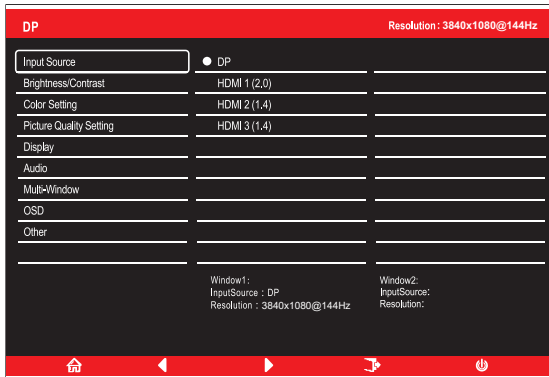 DP
Resolution: 3840x1080@144Hz
Input Source
DP
Brightness/Contrast
HDMI 1 (2,0)
Color Setting
HDMI 2 (1,4)
Picture Quality Setting
HDMI 3 (1.4)
Display
Audio
Multi-Window
OSD
Other
Window1:
InputSource : DP
Resolution : 3840x1080@144Hz
Window2:
InputSource:
Resolution: